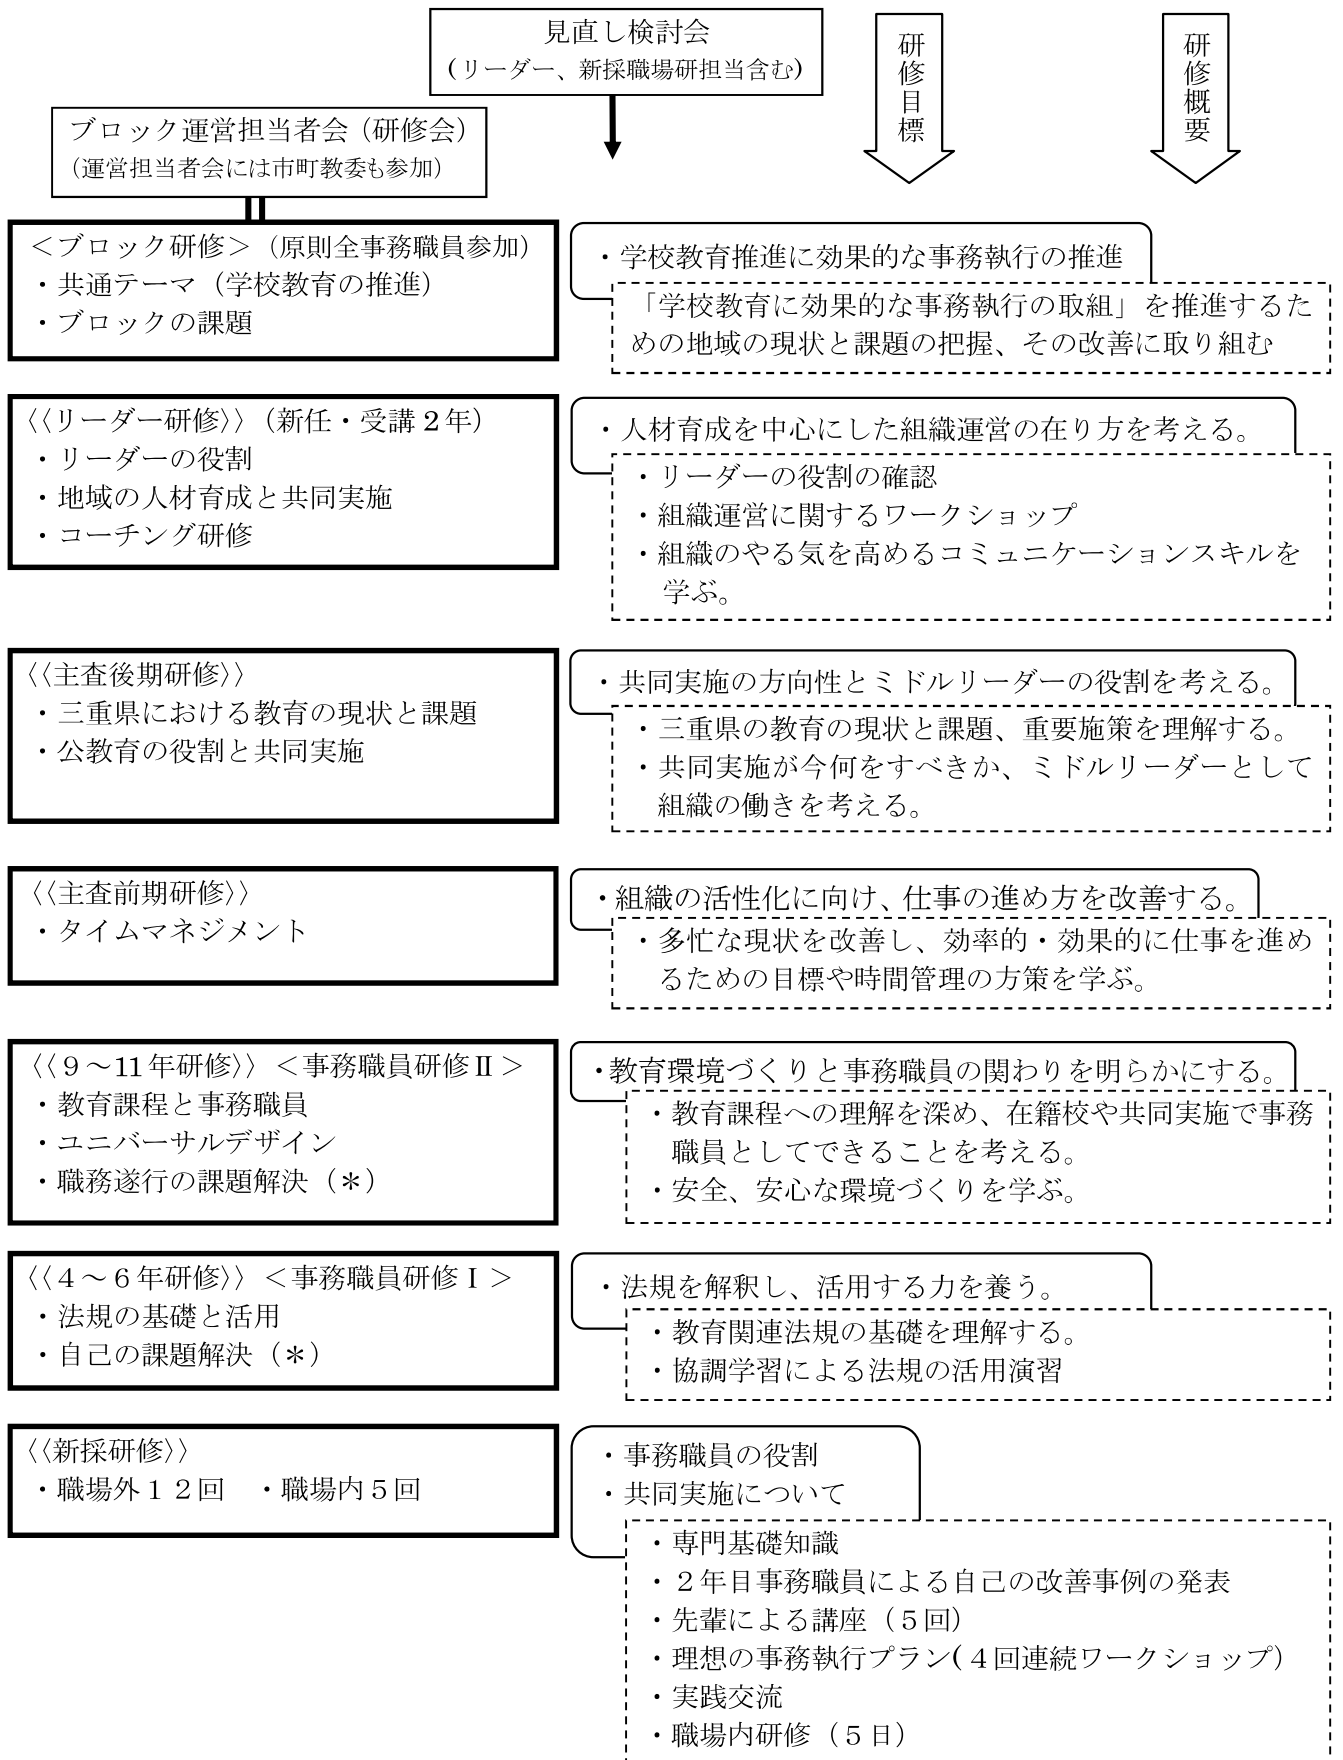 見直し検討会
(リーダー、新採職場研担当含む)
研修目標
研修概要
ブロック運営担当者会（研修会）
（運営担当者会には市町教委も参加）
＜ブロック研修＞（原則全事務職員参加）
・共通テーマ（学校教育の推進）
・ブロックの課題
・学校教育推進に効果的な事務執行の推進
「学校教育に効果的な事務執行の取組」を推進するた
めの地域の現状と課題の把握、その改善に取り組む
〈〈リーダー研修〉〉（新任・受講２年）
・リーダーの役割
・地域の人材育成と共同実施
・コーチング研修
・人材育成を中心にした組織運営の在り方を考える。
・リーダーの役割の確認
・組織運営に関するワークショップ
・組織のやる気を高めるコミュニケーションスキルを
学ぶ。
〈〈主査後期研修〉〉
・三重県における教育の現状と課題
・公教育の役割と共同実施
・共同実施の方向性とミドルリーダーの役割を考える。
・三重県の教育の現状と課題、重要施策を理解する。
・共同実施が今何をすべきか、ミドルリーダーとして
組織の働きを考える。
〈〈主査前期研修〉〉
・タイムマネジメント
・組織の活性化に向け、仕事の進め方を改善する。
・多忙な現状を改善し、効率的・効果的に仕事を進め
るための目標や時間管理の方策を学ぶ。
〈〈９～11年研修〉〉＜事務職員研修Ⅱ＞
・教育課程と事務職員
・ユニバーサルデザイン
・職務遂行の課題解決（＊）
・教育環境づくりと事務職員の関わりを明らかにする。
・教育課程への理解を深め、在籍校や共同実施で事務
職員としてできることを考える。
・安全、安心な環境づくりを学ぶ。
〈〈４～６年研修〉〉＜事務職員研修Ⅰ＞
・法規の基礎と活用
・自己の課題解決（＊）
・法規を解釈し、活用する力を養う。
・教育関連法規の基礎を理解する。
・協調学習による法規の活用演習
〈〈新採研修〉〉
・職場外１２回　・職場内５回
・事務職員の役割
・共同実施について
・専門基礎知識
・２年目事務職員による自己の改善事例の発表
・先輩による講座（５回）
・理想の事務執行プラン(４回連続ワークショップ）
・実践交流
・職場内研修（５日）